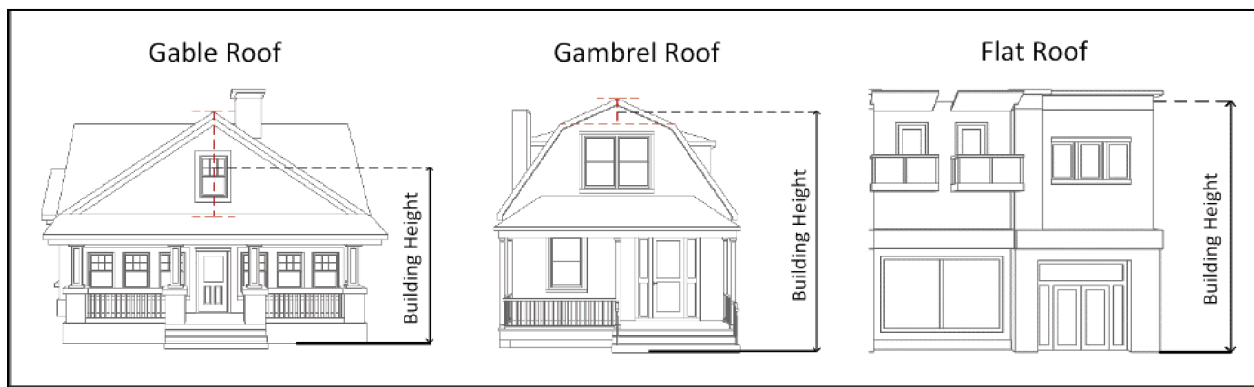 Gable Roof
Gambrel Roof
Flat Roof
Building Height
Building Height
Building Height